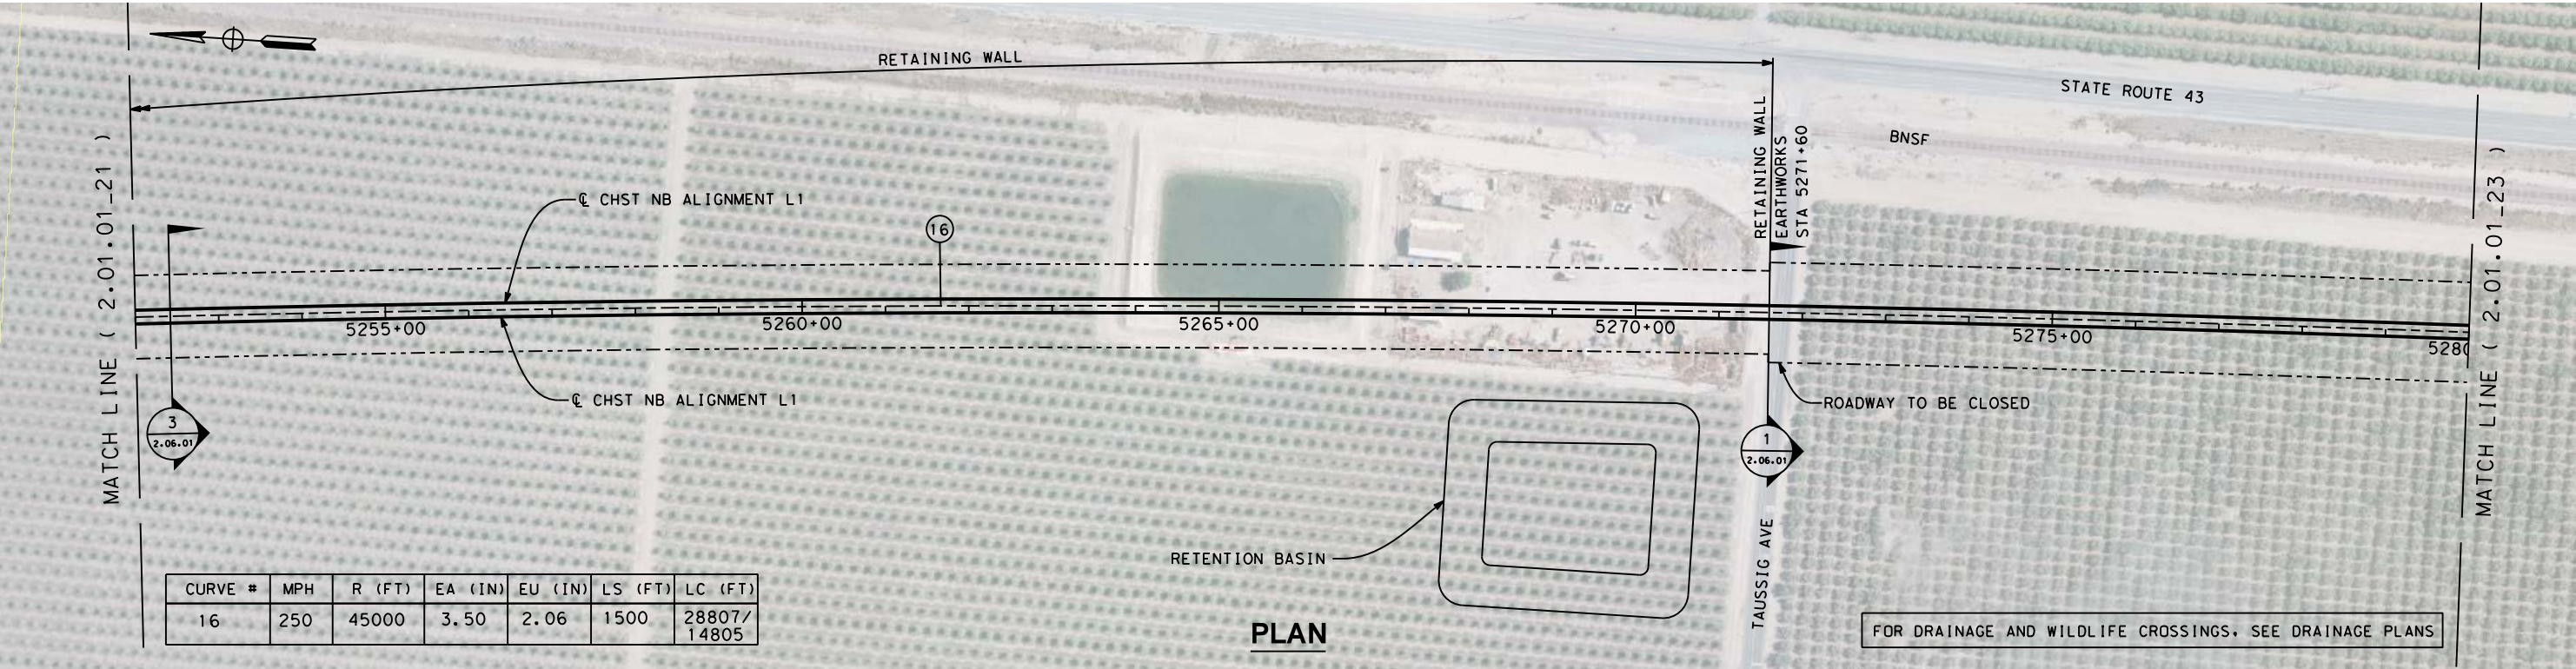 RETAINING WALL
STATE ROUTE 43
BNSF
RETAINING WALL
EARTHWORKS
STA 5271+60
MATCH LINE ( 2.01.01_21 )
MATCH LINE ( 2.01.01_23 )
℄ CHST NB ALIGNMENT L1
16
5255+00
5260+00
5265+00
5270+00
5275+00
5280
℄ CHST NB ALIGNMENT L1
ROADWAY TO BE CLOSED
3
2.06.01
1
2.06.01
RETENTION BASIN
TAUSSIG AVE
CURVE # MPH R (FT) EA (IN) EU (IN) LS (FT) LC (FT)
16 250 45000 3.50 2.06 1500 28807/
14805
PLAN
FOR DRAINAGE AND WILDLIFE CROSSINGS, SEE DRAINAGE PLANS